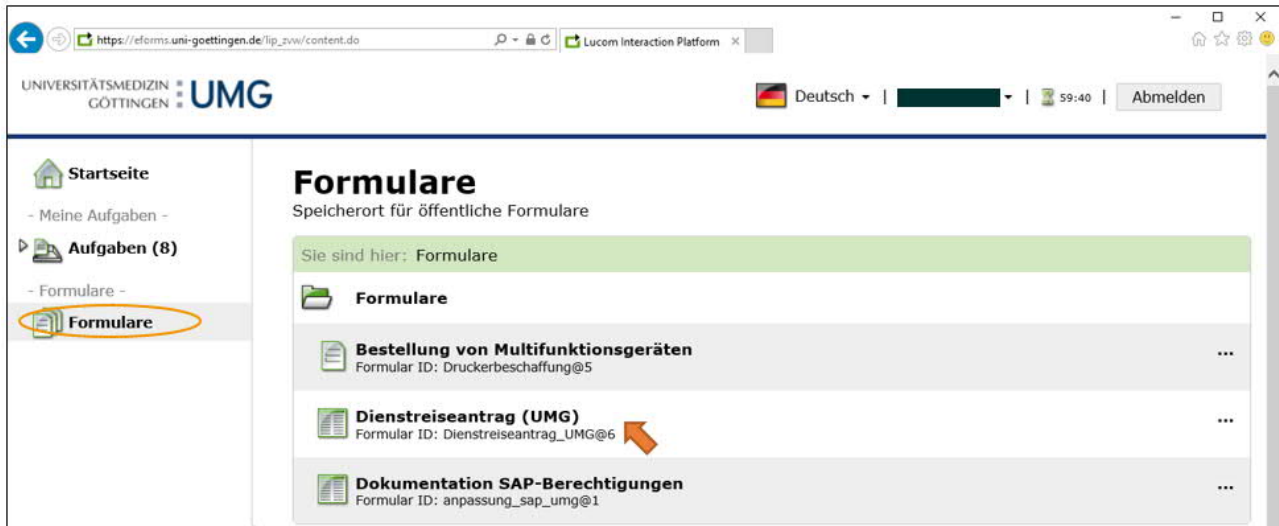 https://eforms.uni-goettingen.de/lip_zvw/content.do
Lucom Interaction Platform
UNIVERSITÄTSMEDIZIN
GÖTTINGEN
UMG
Deutsch
|
| 59:40 |
Abmelden
Startseite
- Meine Aufgaben -
Aufgaben (8)
- Formulare -
Formulare
Formulare
Speicherort für öffentliche Formulare
Sie sind hier: Formulare
Formulare
Bestellung von Multifunktionsgeräten
Formular ID: Druckerbeschaffung@5
...
Dienstreiseantrag (UMG)
Formular ID: Dienstreiseantrag_UMG@6
...
Dokumentation SAP-Berechtigungen
Formular ID: anpassung_sap_umg@1
...